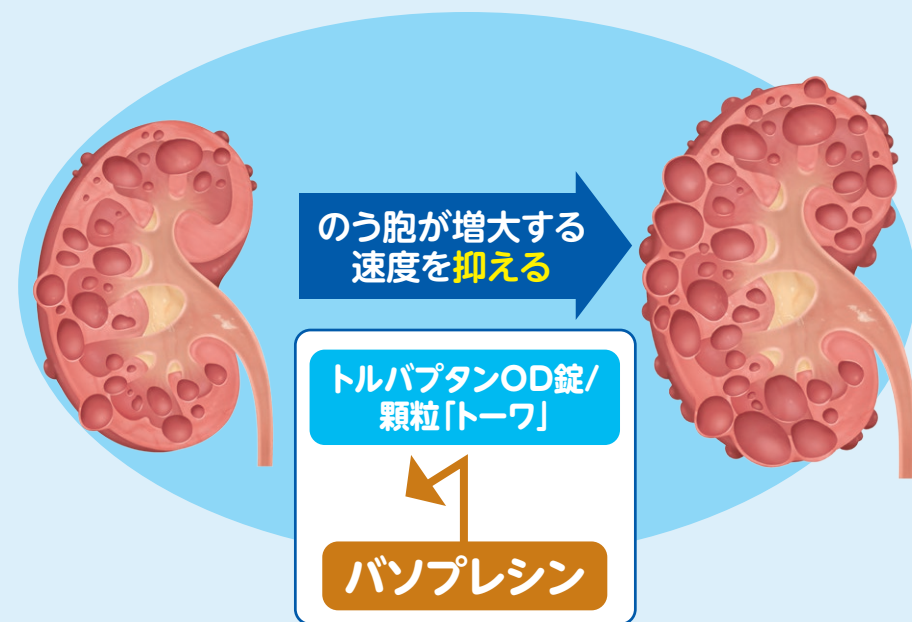 のう胞が増大する
速度を抑える
トルバプタンOD錠/
顆粒「トーワ」
バソプレシン